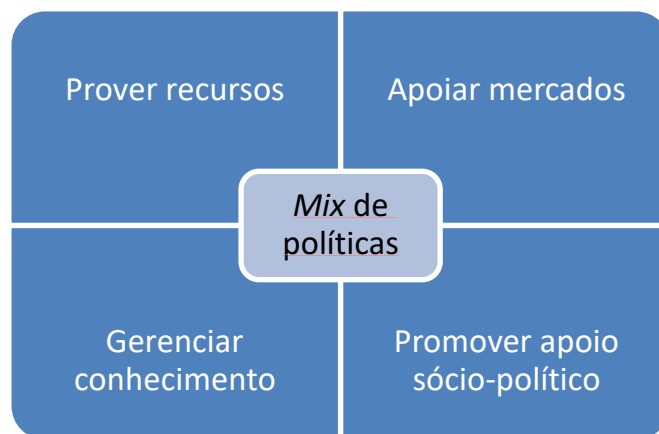 Prover recursos
Apoiar mercados
Mix de
políticas
Gerenciar
conhecimento
Promover apoio
sócio-político